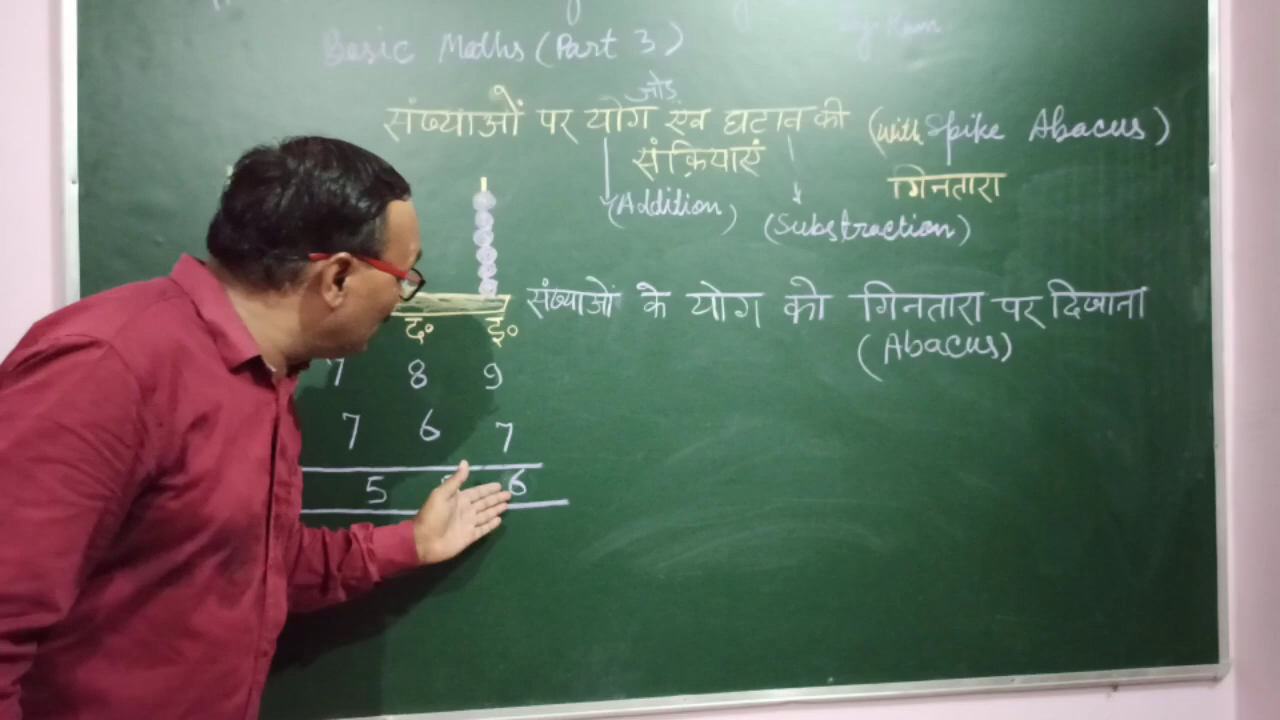 Basic Maths (Part 3)
जोड़
संख्याओं पर योग एंव घटाव की (with Spike Abacus)
संक्रियाएं
गिनतारा
(Addition)
(Substraction)
संख्याओं के योग को गिनतारा पर दिखाना
(Abacus)
द॰ इ॰
7 8 9
7 6 7
5 6